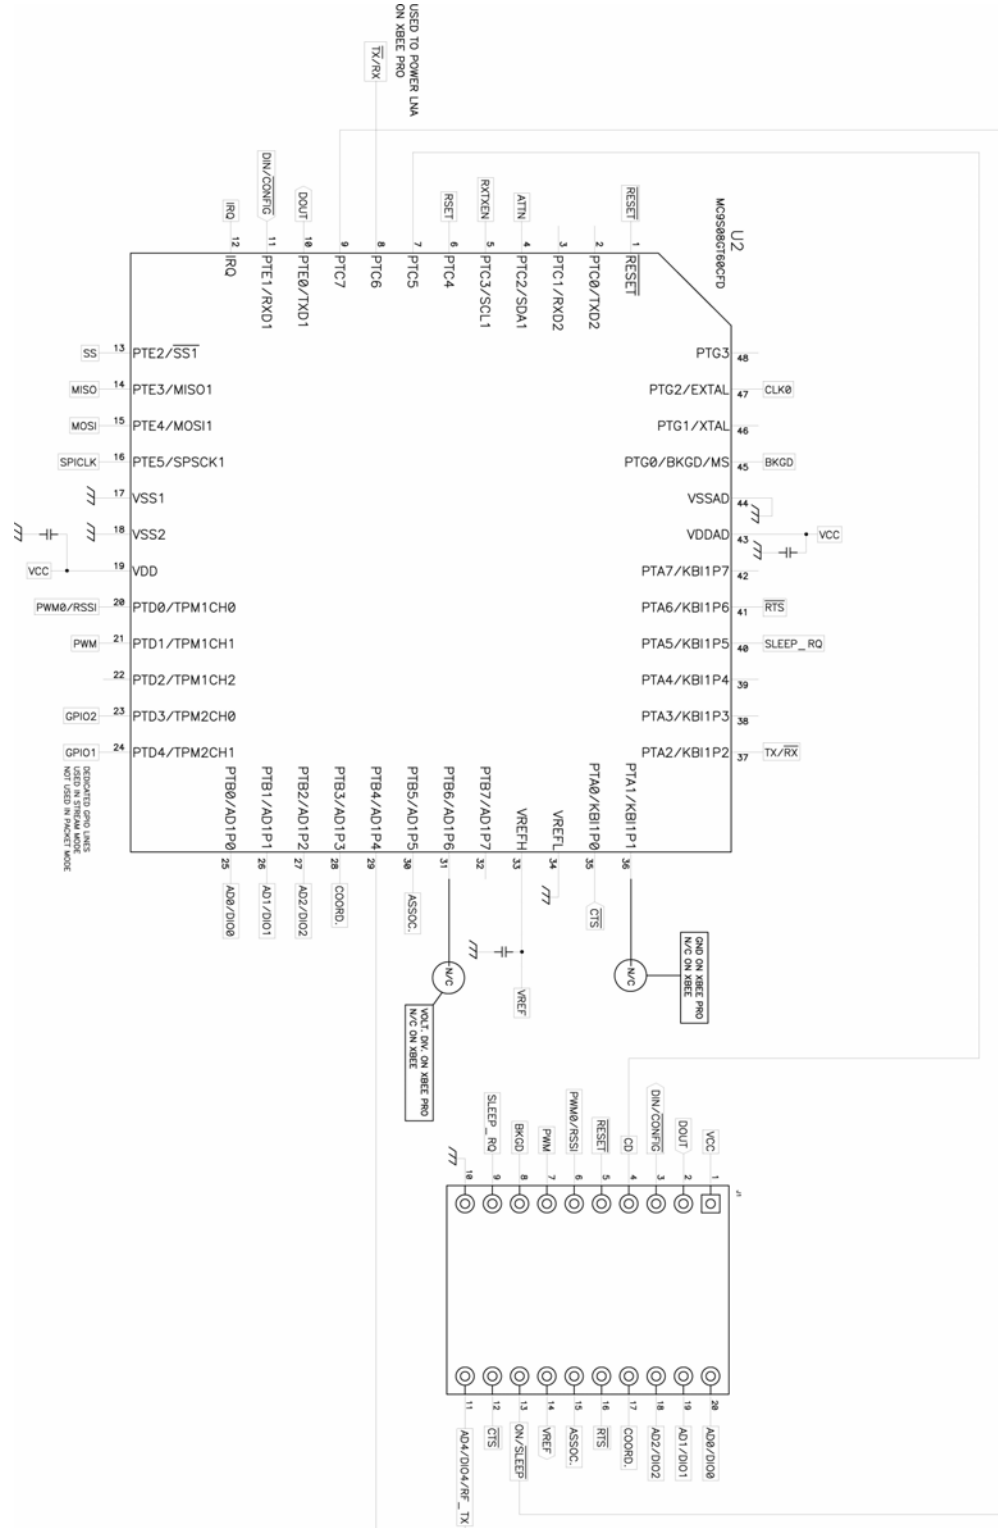 USED TO POWER LNA
ON XBEE PRO
TX/RX
DIN/CONFIG
DOUT
IRQ
RSET
RXTXEN
ATTN
RESET
U2
MC9S08GT60CFD
12
11
10
9
8
7
6
5
4
3
2
1
IRQ
PTE1/RXD1
PTE0/TXD1
PTC7
PTC6
PTC5
PTC4
PTC3/SCL1
PTC2/SDA1
PTC1/RXD2
PTC0/TXD2
RESET
SS 13 PTE2/SS1
MISO 14 PTE3/MISO1
MOSI 15 PTE4/MOSI1
SPICLK 16 PTE5/SPSCK1
17 VSS1
18 VSS2
VCC 19 VDD
PWM0/RSSI 20 PTD0/TPM1CH0
PWM 21 PTD1/TPM1CH1
22 PTD2/TPM1CH2
GPIO2 23 PTD3/TPM2CH0
GPIO1 24 PTD4/TPM2CH1
PTG3 48
PTG2/EXTAL 47 CLK0
PTG1/XTAL 46
PTG0/BKGD/MS 45 BKGD
VSSAD 44
VDDAD 43 VCC
PTA7/KBI1P7 42
PTA6/KBI1P6 41 RTS
PTA5/KBI1P5 40 SLEEP_RQ
PTA4/KBI1P4 39
PTA3/KBI1P3 38
PTA2/KBI1P2 37 TX/RX
DEDICATED GPIO LINES
USED IN STREAM MODE
NOT USED IN PACKET MODE
PTB0/AD1P0
PTB1/AD1P1
PTB2/AD1P2
PTB3/AD1P3
PTB4/AD1P4
PTB5/AD1P5
PTB6/AD1P6
PTB7/AD1P7
VREFH
VREFL
PTA0/KBI1P0
PTA1/KBI1P1
25
26
27
28
29
30
31
32
33
34
35
36
AD0/DIO0
AD1/DIO1
AD2/DIO2
COORD.
ASSOC.
CTS
N/C
VREF
N/C
GND ON XBEE PRO
N/C ON XBEE
VOLT. DIV. ON XBEE PRO
N/C ON XBEE
SLEEP_RQ
BKGD
PWM
PWM0/RSSI
RESET
CD
DIN/CONFIG
DOUT
VCC
10
9
8
7
6
5
4
3
2
1
J1
11
12
13
14
15
16
17
18
19
20
AD4/DIO4/RF_TX
CTS
ON/SLEEP
VREF
ASSOC.
RTS
COORD.
AD2/DIO2
AD1/DIO1
AD0/DIO0